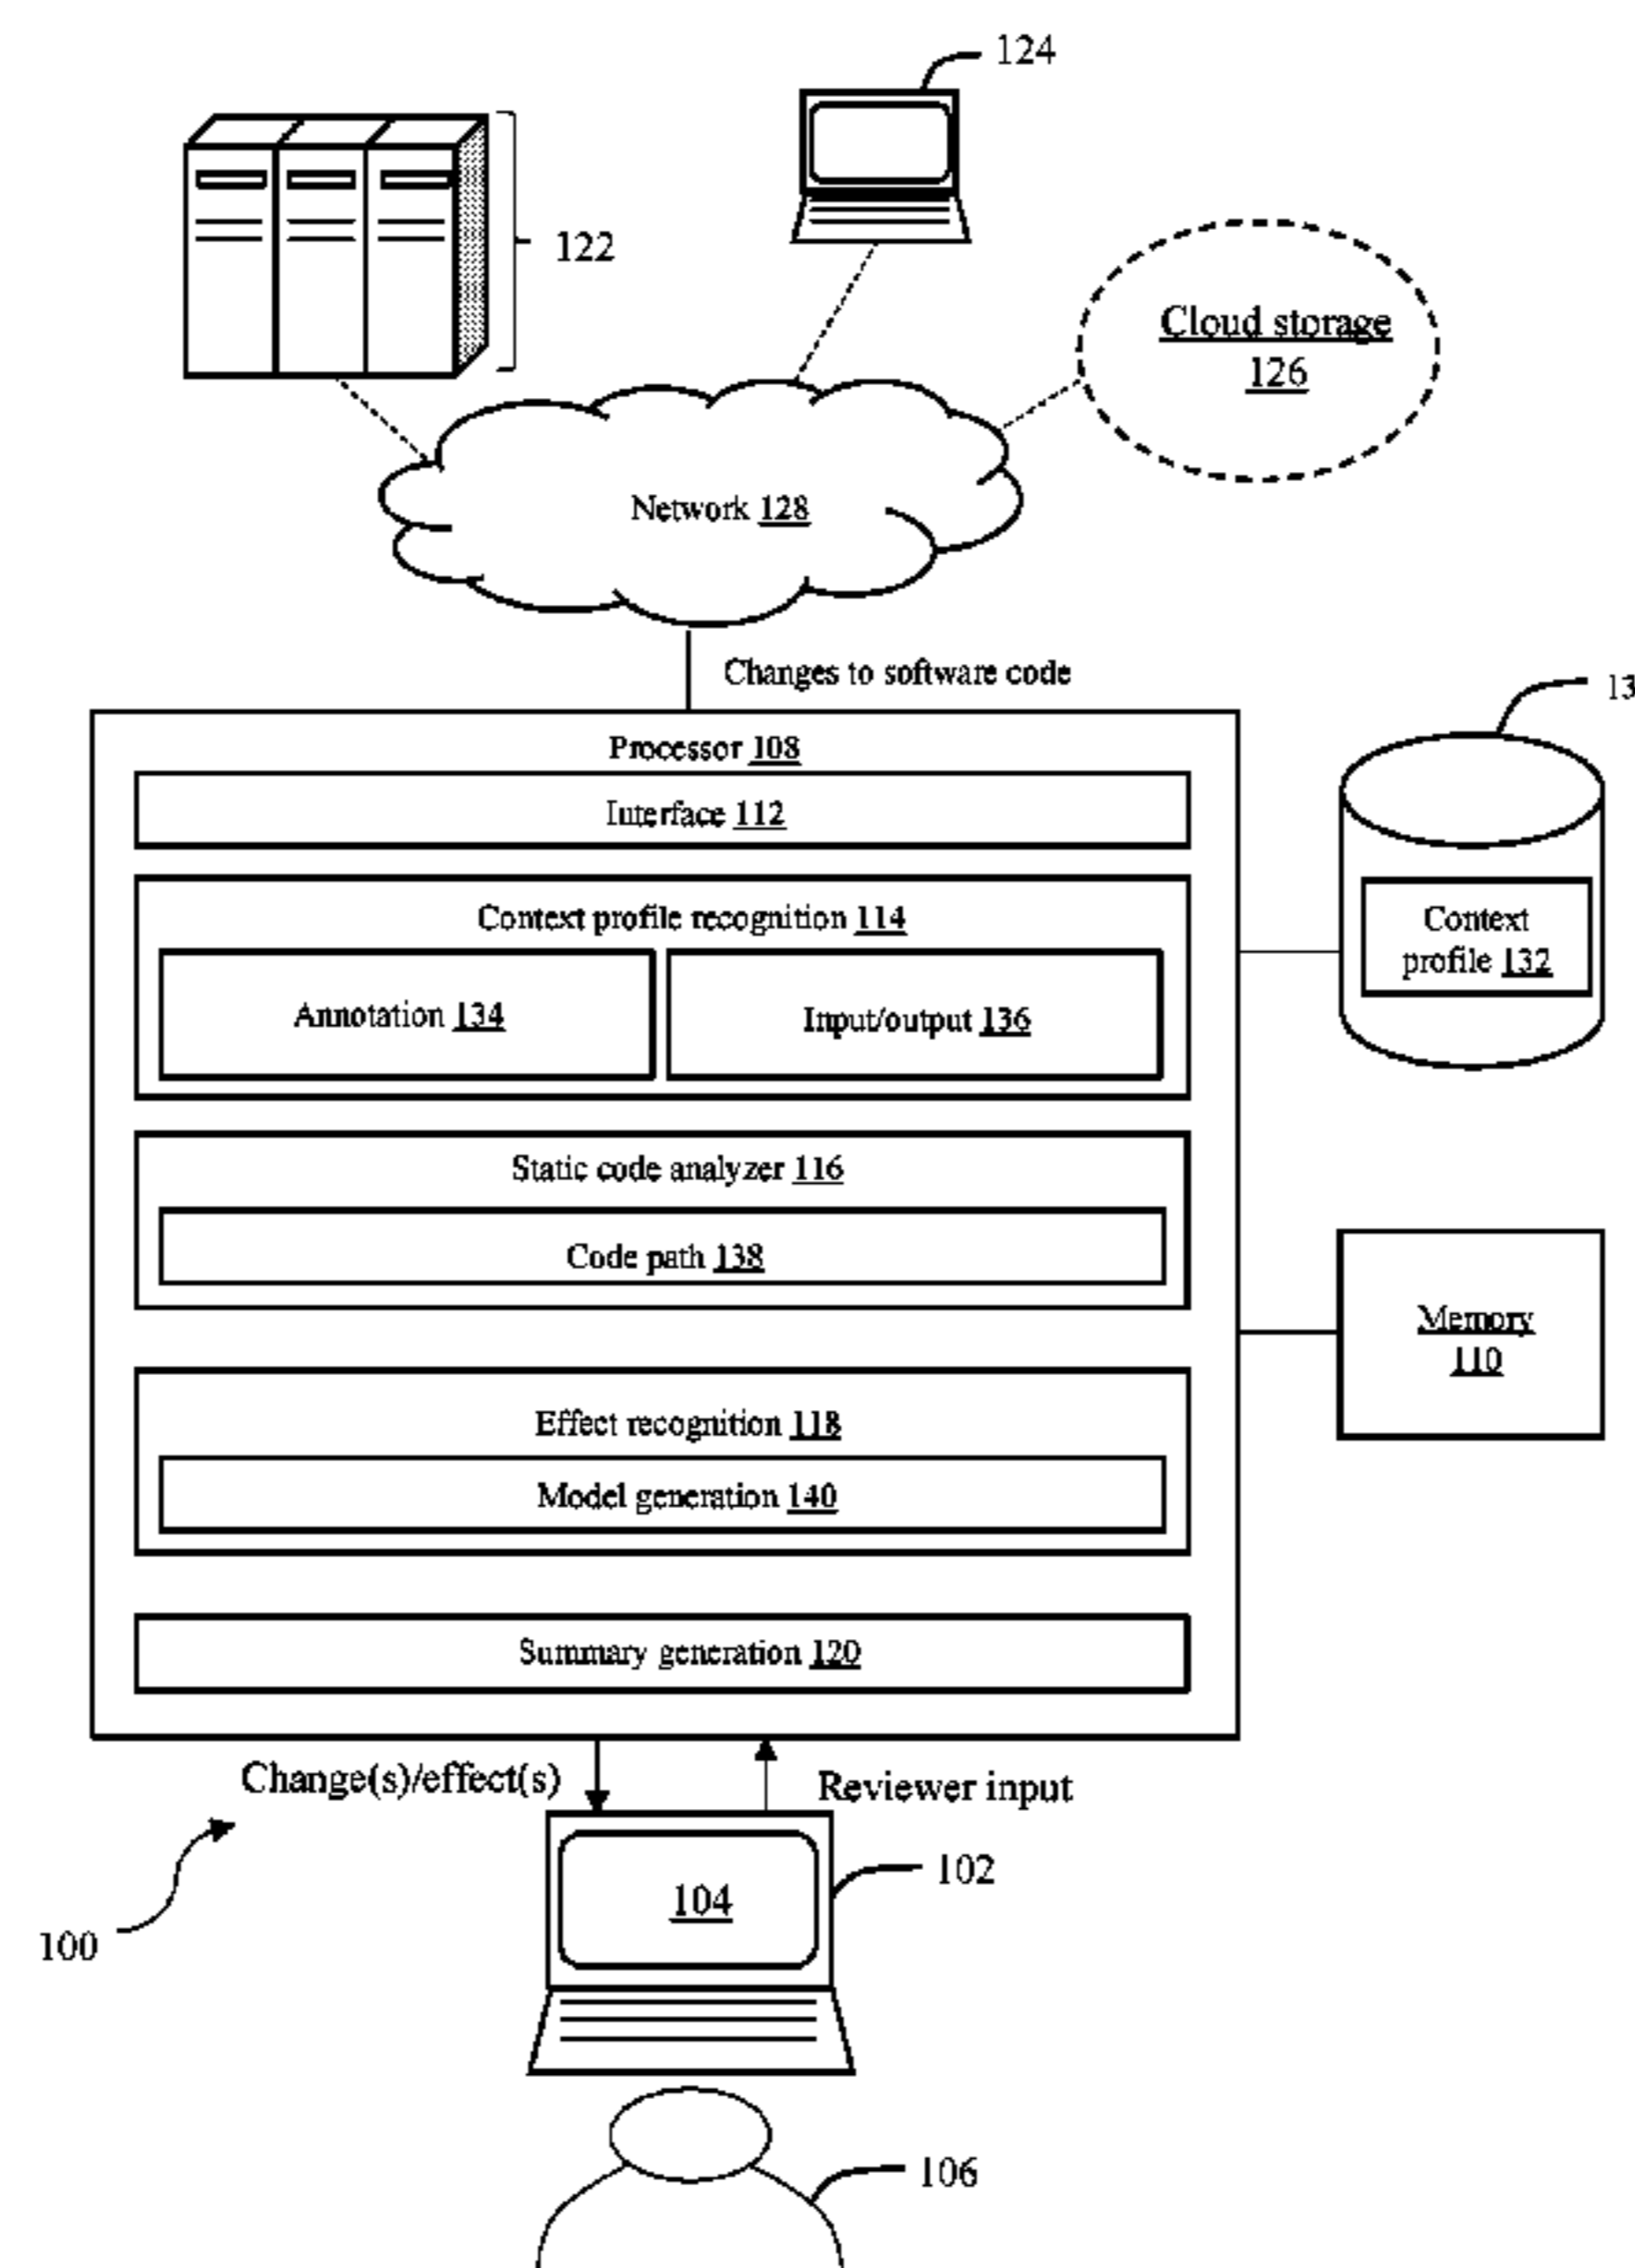 124
122
Cloud storage
126
Network 128
Changes to software code
13
Processor 108
Interface 112
Context profile recognition 114
Context
profile 132
Annotation 134
Input/output 136
Static code analyzer 116
Code path 138
Memory
110
Effect recognition 118
Model generation 140
Summary generation 120
Change(s)/effect(s)
Reviewer input
102
104
100
106